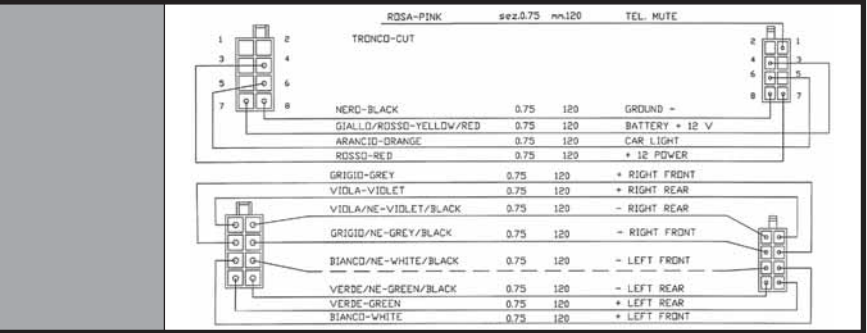 ROSA-PINK sez.0.75 mm.120 TEL. MUTE
TRONCO-CUT
1 2
3 4
5 6
7 8
2 1
4 3
6 5
8 7
NERO-BLACK 0.75 120 GROUND -
GIALLO/ROSSO-YELLOW/RED 0.75 120 BATTERY + 12 V
ARANCIO-ORANGE 0.75 120 CAR LIGHT
ROSSO-RED 0.75 120 + 12 POWER
GRIGIO-GREY 0.75 120 + RIGHT FRONT
VIOLA-VIOLET 0.75 120 + RIGHT REAR
VIOLA/NE-VIOLET/BLACK 0.75 120 - RIGHT REAR
GRIGIO/NE-GREY/BLACK 0.75 120 - RIGHT FRONT
BIANCO/NE-WHITE/BLACK 0.75 120 - LEFT FRONT
VERDE/NE-GREEN/BLACK 0.75 120 - LEFT REAR
VERDE-GREEN 0.75 120 + LEFT REAR
BIANCO-WHITE 0.75 120 + LEFT FRONT